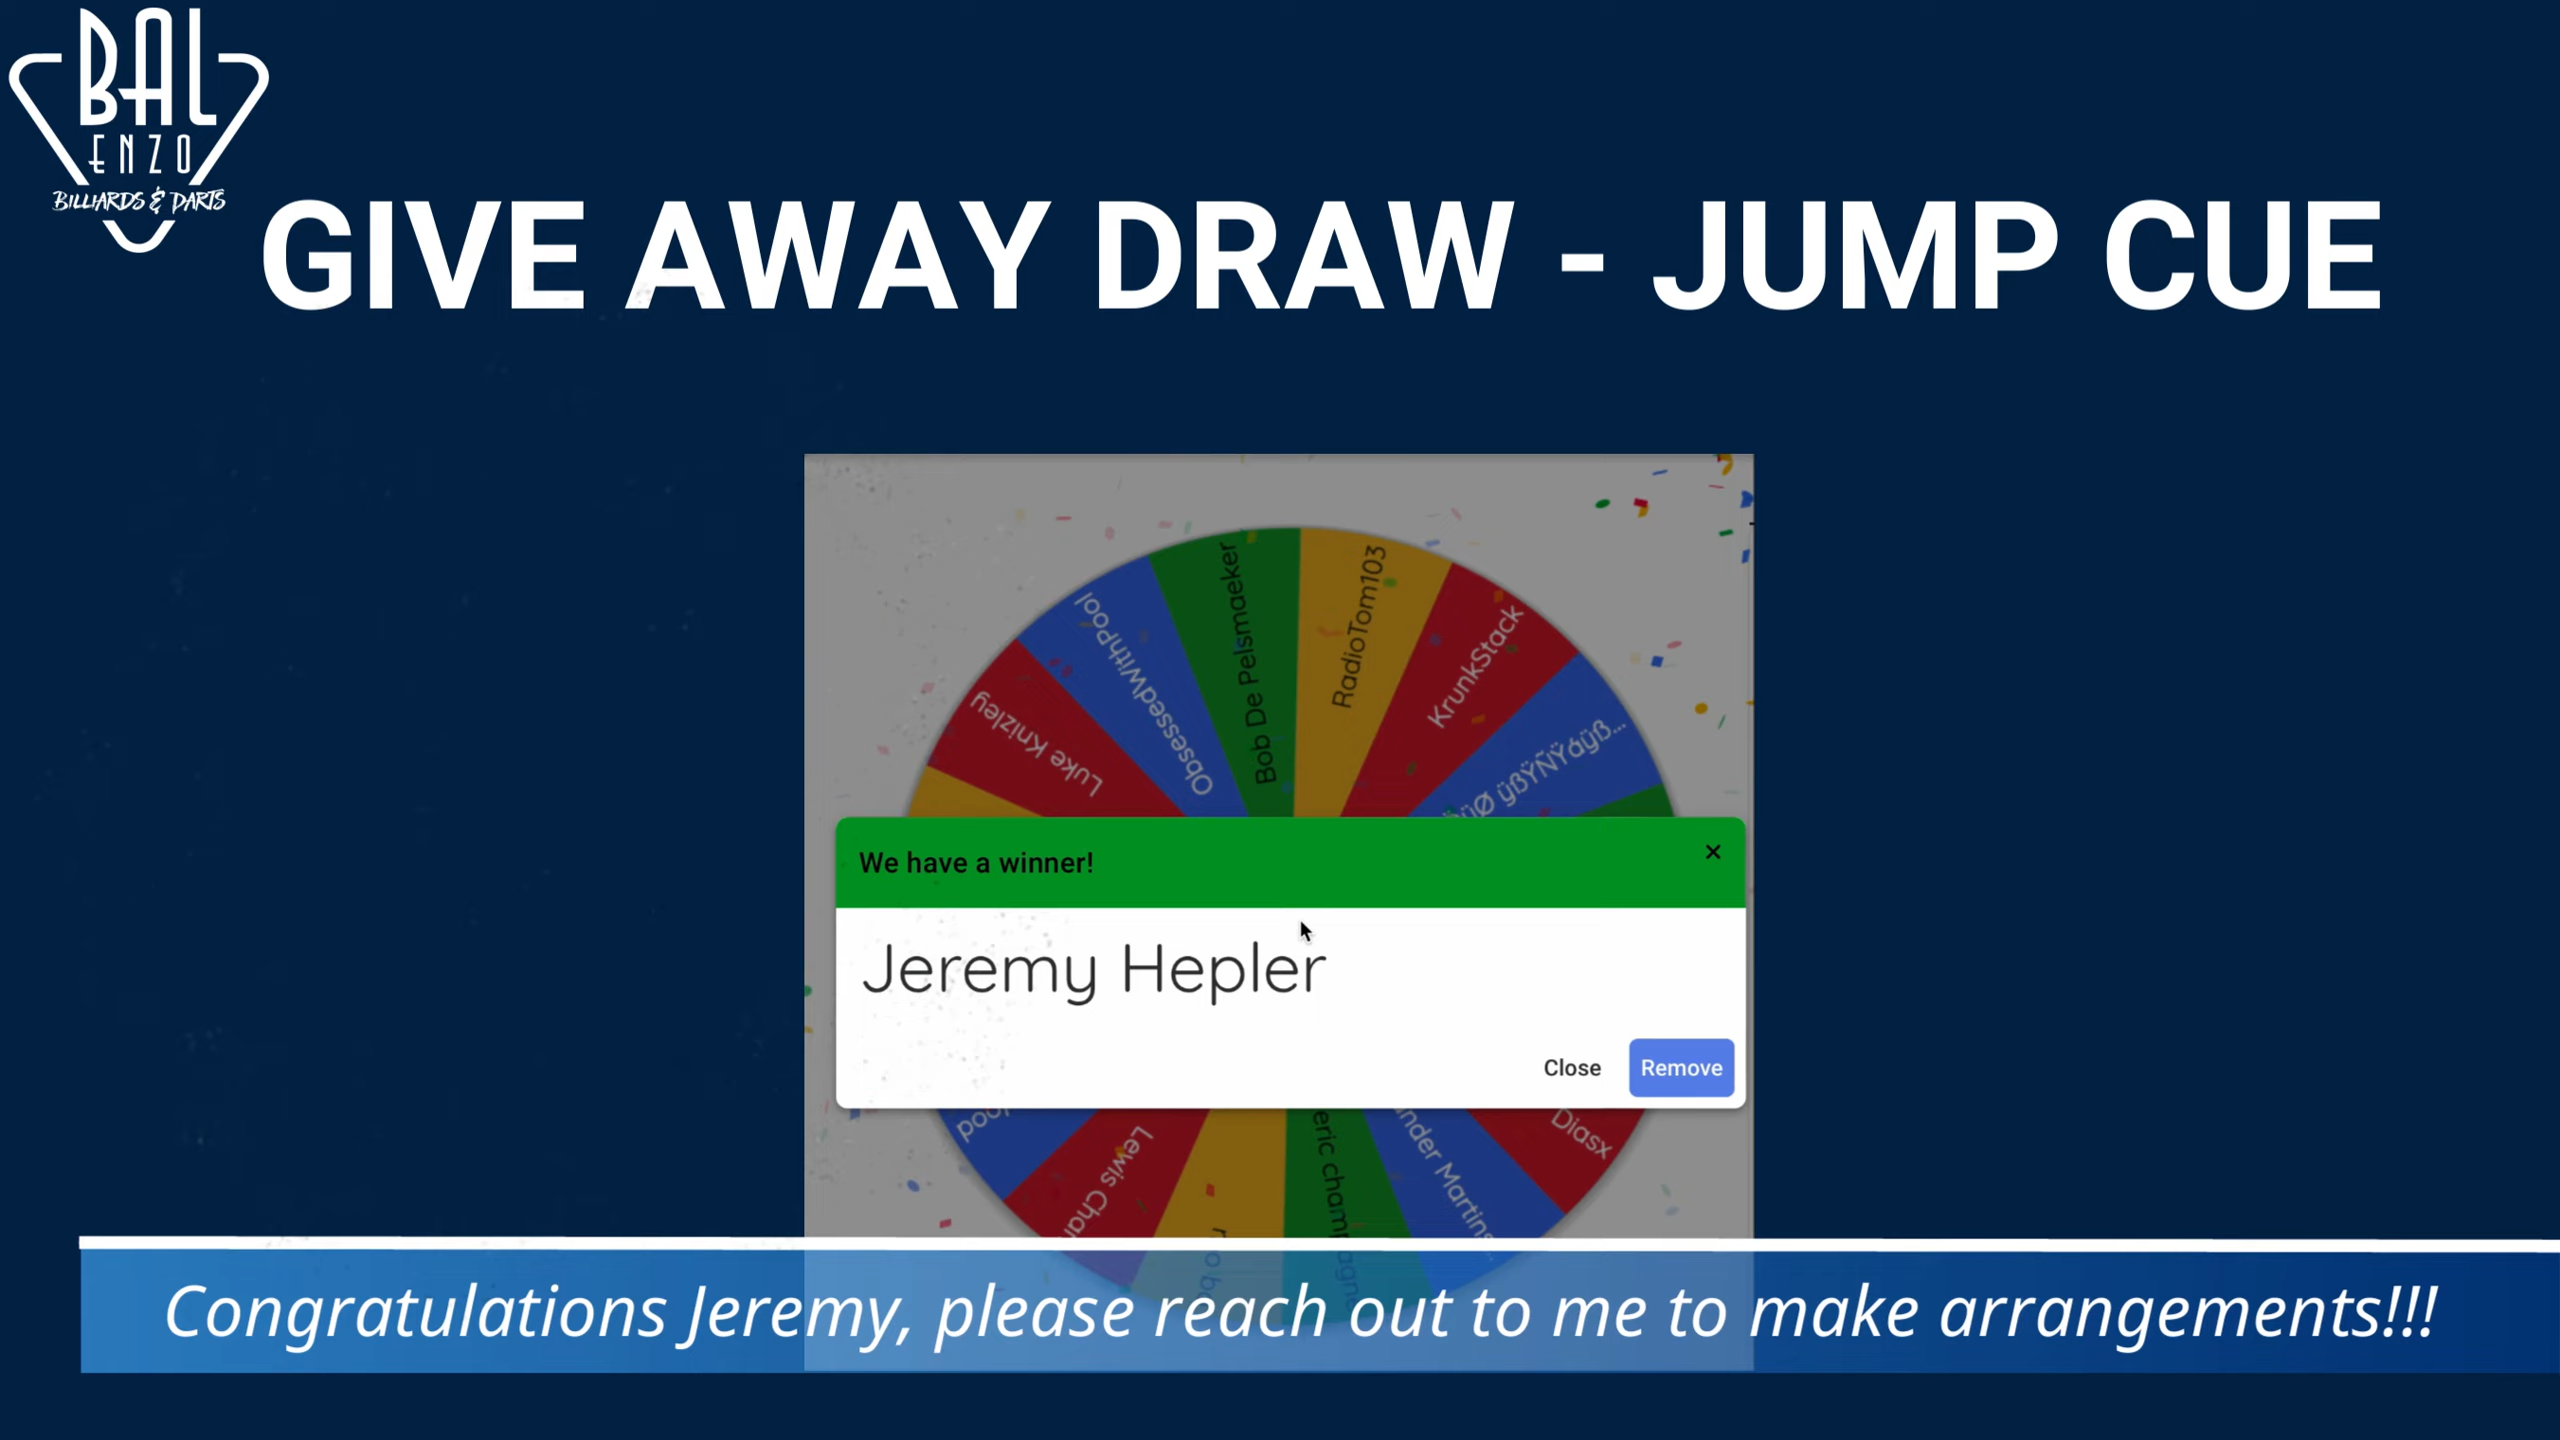 BAL
ENZO
BILLIARDS & DARTS
GIVE AWAY DRAW - JUMP CUE
Bob De Pelsmaeker
RadioTom103
KrunkStack
ObsessedWithPool
Luke Knizley
We have a winner!
×
Jeremy Hepler
Close
Remove
Diasx
Lewis
Congratulations Jeremy, please reach out to me to make arrangements!!!